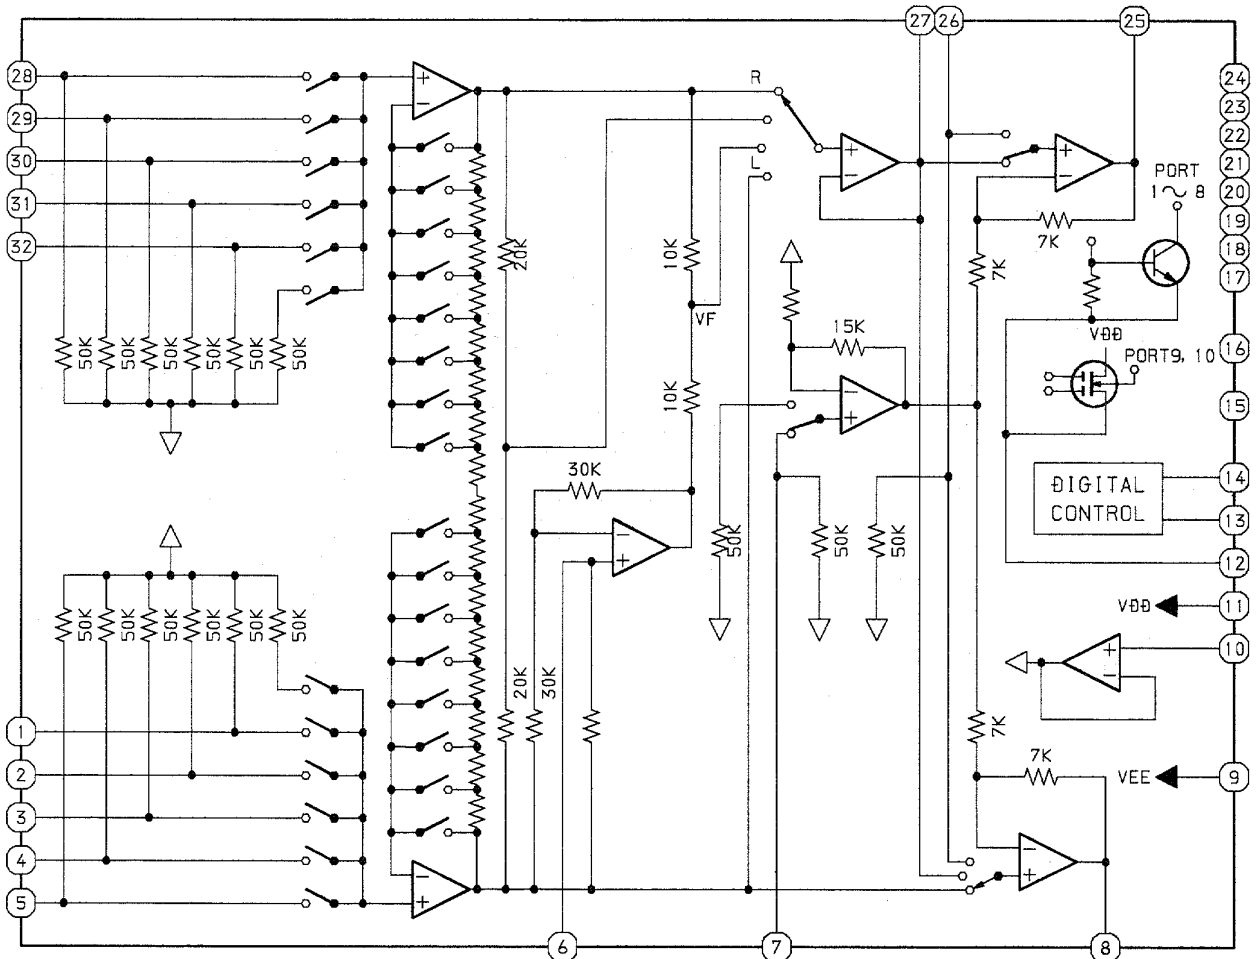 27
26
25
28
29
30
31
32
24
23
22
21
20
19
18
17
16
15
14
13
12
11
10
9
1
2
3
4
5
6
7
8
+
−
R
L
+
−
+
−
PORT
1~8
7K
7K
20K
10K
VF
VDD
PORT9, 10
15K
−
+
50K
50K
50K
50K
50K
50K
10K
30K
−
+
50K
50K
50K
DIGITAL
CONTROL
VDD
50K
50K
50K
50K
50K
50K
+
−
20K
30K
7K
7K
VEE
−
+
−
+